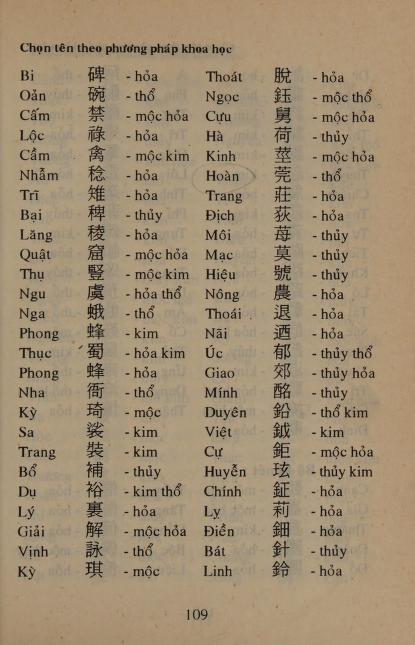 Chọn tên theo phương pháp khoa học
Bi 碑 - hỏa Thoát 脫 - hỏa
Oản 碗 - thổ Ngọc 鈺 - mộc thổ
Cấm 禁 - mộc hỏa Cựu 舅 - mộc hỏa
Lộc 祿 - hỏa Hà 荷 - thủy
Cầm 禽 - mộc kim Kinh 莖 - mộc hỏa
Nhẫm 稔 - hỏa Hoàn 莞 - thổ
Trĩ 雉 - hỏa Trang 莊 - hỏa
Bại 稗 - thủy Địch 荻 - hỏa
Lăng 稜 - hỏa Môi 莓 - thủy
Quật 窟 - mộc hỏa Mạc 莫 - thủy
Thụ 豎 - mộc kim Hiệu 號 - thủy
Ngu 虞 - hỏa thổ Nông 農 - hỏa
Nga 蛾 - thổ Thoái 退 - hỏa
Phong 蜂 - kim Nãi 迺 - hỏa
Thục 蜀 - hỏa kim Úc 郁 - thủy thổ
Phong 蜂 - hỏa Giao 郊 - thủy hỏa
Nha 衙 - thổ Mính 酩 - thủy
Kỳ 琦 - mộc Duyên 鉛 - thổ kim
Sa 裟 - kim Việt 鉞 - kim
Trang 裝 - kim Cự 鉅 - mộc hỏa
Bổ 補 - thủy Huyễn 玹 - thủy kim
Dụ 裕 - kim thổ Chính 鉦 - hỏa
Lý 裏 - hỏa Lỵ 莉 - hỏa
Giải 解 - mộc hỏa Điền 鈿 - hỏa
Vịnh 詠 - thổ Bát 針 - thủy
Kỳ 琪 - mộc Linh 鈴 - hỏa
109